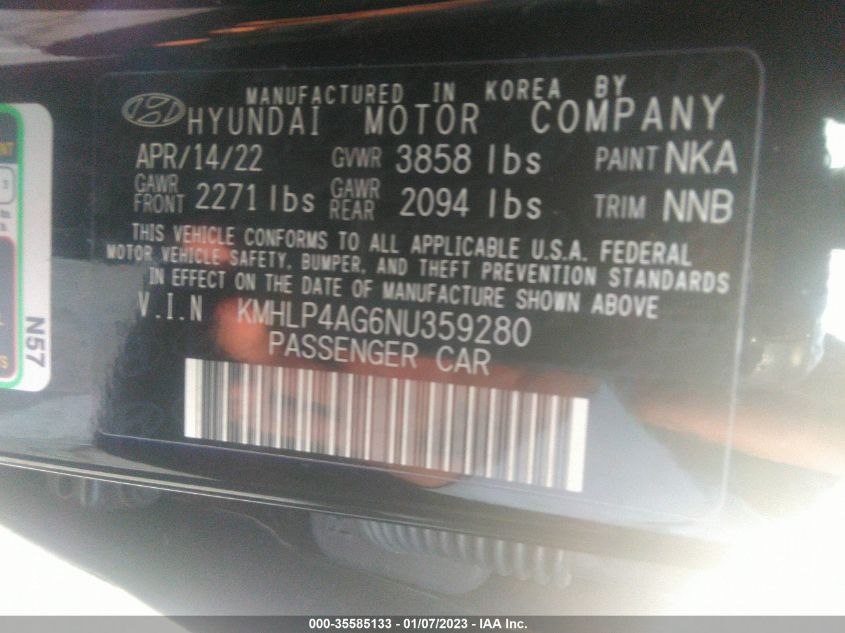 MANUFACTURED IN KOREA BY
HYUNDAI MOTOR COMPANY
APR/14/22 GVWR 3858 lbs PAINT NKA
GAWR FRONT 2271 lbs GAWR REAR 2094 lbs TRIM NNB
THIS VEHICLE CONFORMS TO ALL APPLICABLE U.S.A. FEDERAL
MOTOR VEHICLE SAFETY, BUMPER, AND THEFT PREVENTION STANDARDS
IN EFFECT ON THE DATE OF MANUFACTURE SHOWN ABOVE
V.I.N KMHLP4AG6NU359280
PASSENGER CAR
N57
000-35585133 - 01/07/2023 - IAA Inc.